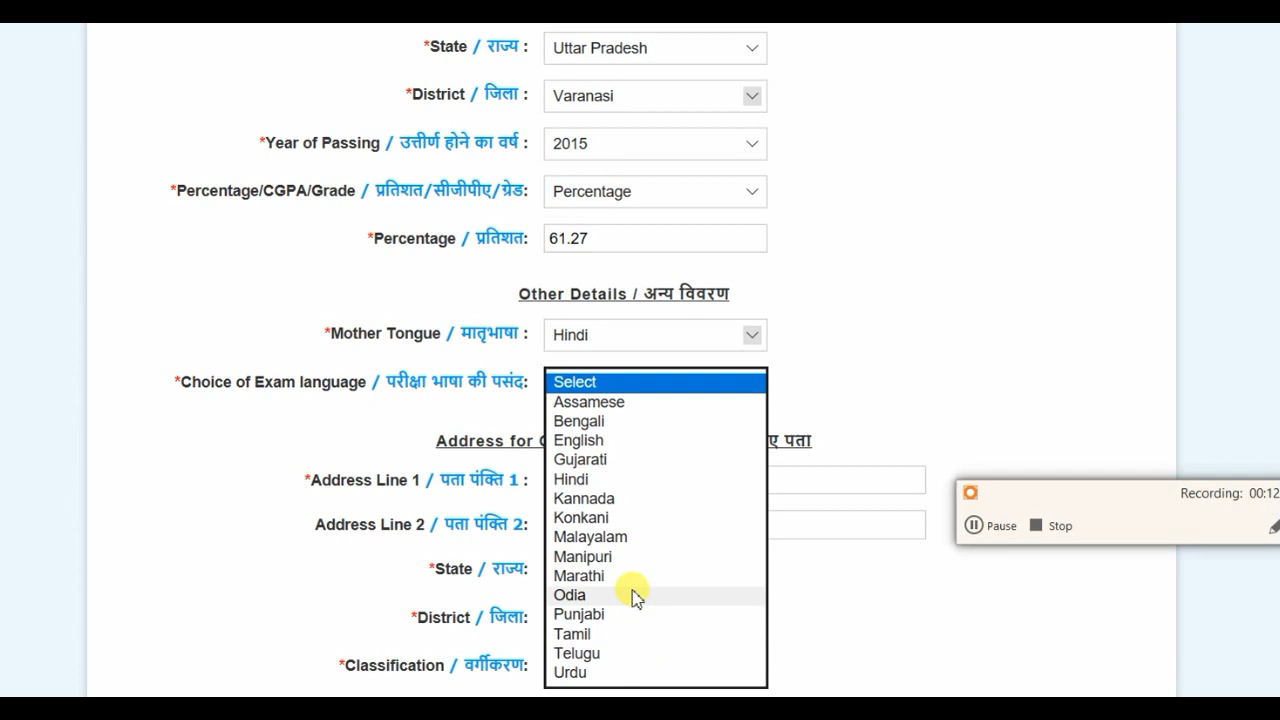 *State / राज्य : Uttar Pradesh
*District / जिला : Varanasi
*Year of Passing / उत्तीर्ण होने का वर्ष : 2015
*Percentage/CGPA/Grade / प्रतिशत/सीजीपीए/ग्रेड: Percentage
*Percentage / प्रतिशत: 61.27
Other Details / अन्य विवरण
*Mother Tongue / मातृभाषा : Hindi
*Choice of Exam language / परीक्षा भाषा की पसंद: Select
Assamese
Bengali
English
Gujarati
Hindi
Kannada
Konkani
Malayalam
Manipuri
Marathi
Odia
Punjabi
Tamil
Telugu
Urdu
Address for पता
*Address Line 1 / पता पंक्ति 1 :
Address Line 2 / पता पंक्ति 2:
*State / राज्य:
*District / जिला:
*Classification / वर्गीकरण:
Recording: 00:12
Pause Stop